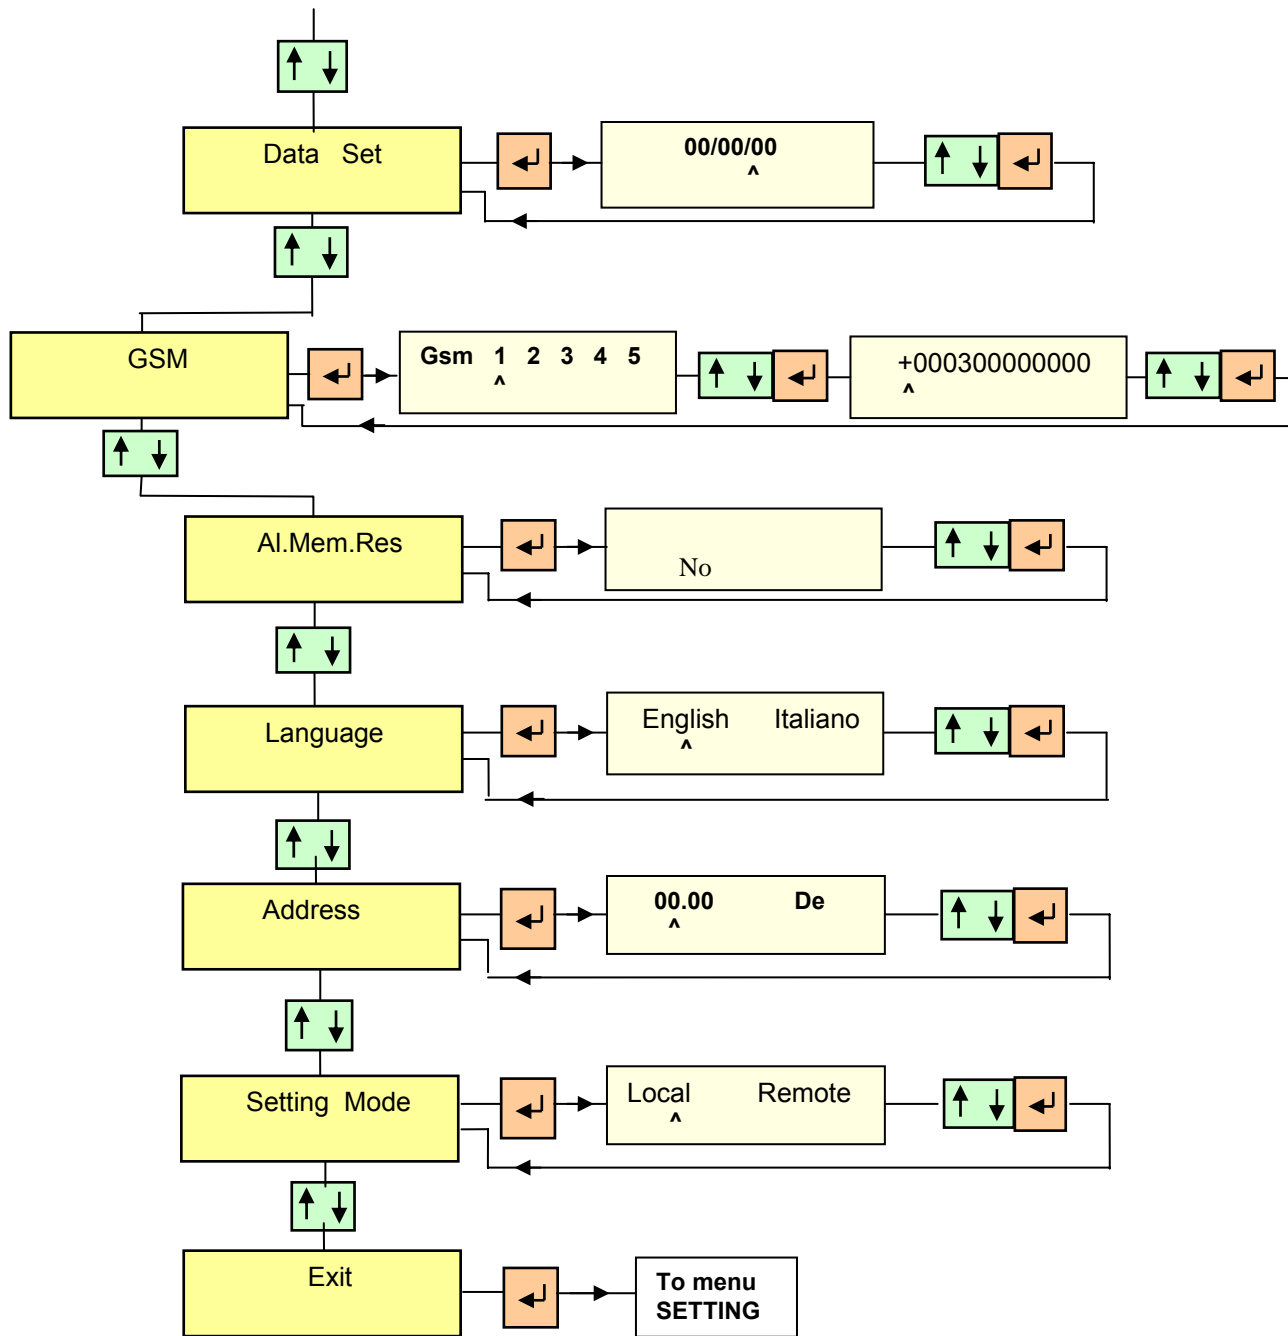 Data Set
00/00/00
^
GSM
Gsm 1 2 3 4 5
^
+000300000000
^
Al.Mem.Res
No
Language
English Italiano
^
Address
00.00 De
^
Setting Mode
Local Remote
^
Exit
To menu
SETTING